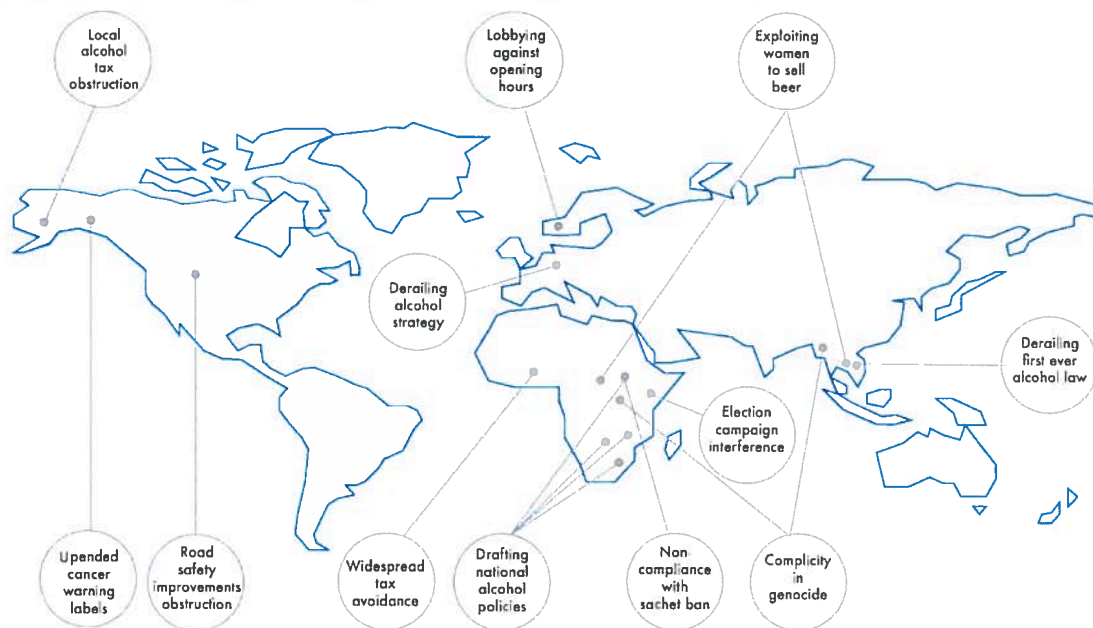 Local
alcohol
tax
obstruction
Lobbying
against
opening
hours
Exploiting
women
to sell
beer
Derailing
alcohol
strategy
Derailing
first ever
alcohol law
Election
campaign
interference
Upended
cancer
warning
labels
Road
safety
improvements
obstruction
Widespread
tax
avoidance
Drafting
national
alcohol
policies
Non-
compliance
with
sachet ban
Complicity
in
genocide